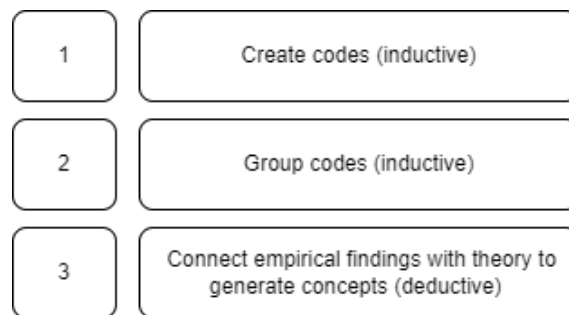 1
Create codes (inductive)
2
Group codes (inductive)
3
Connect empirical findings with theory to
generate concepts (deductive)